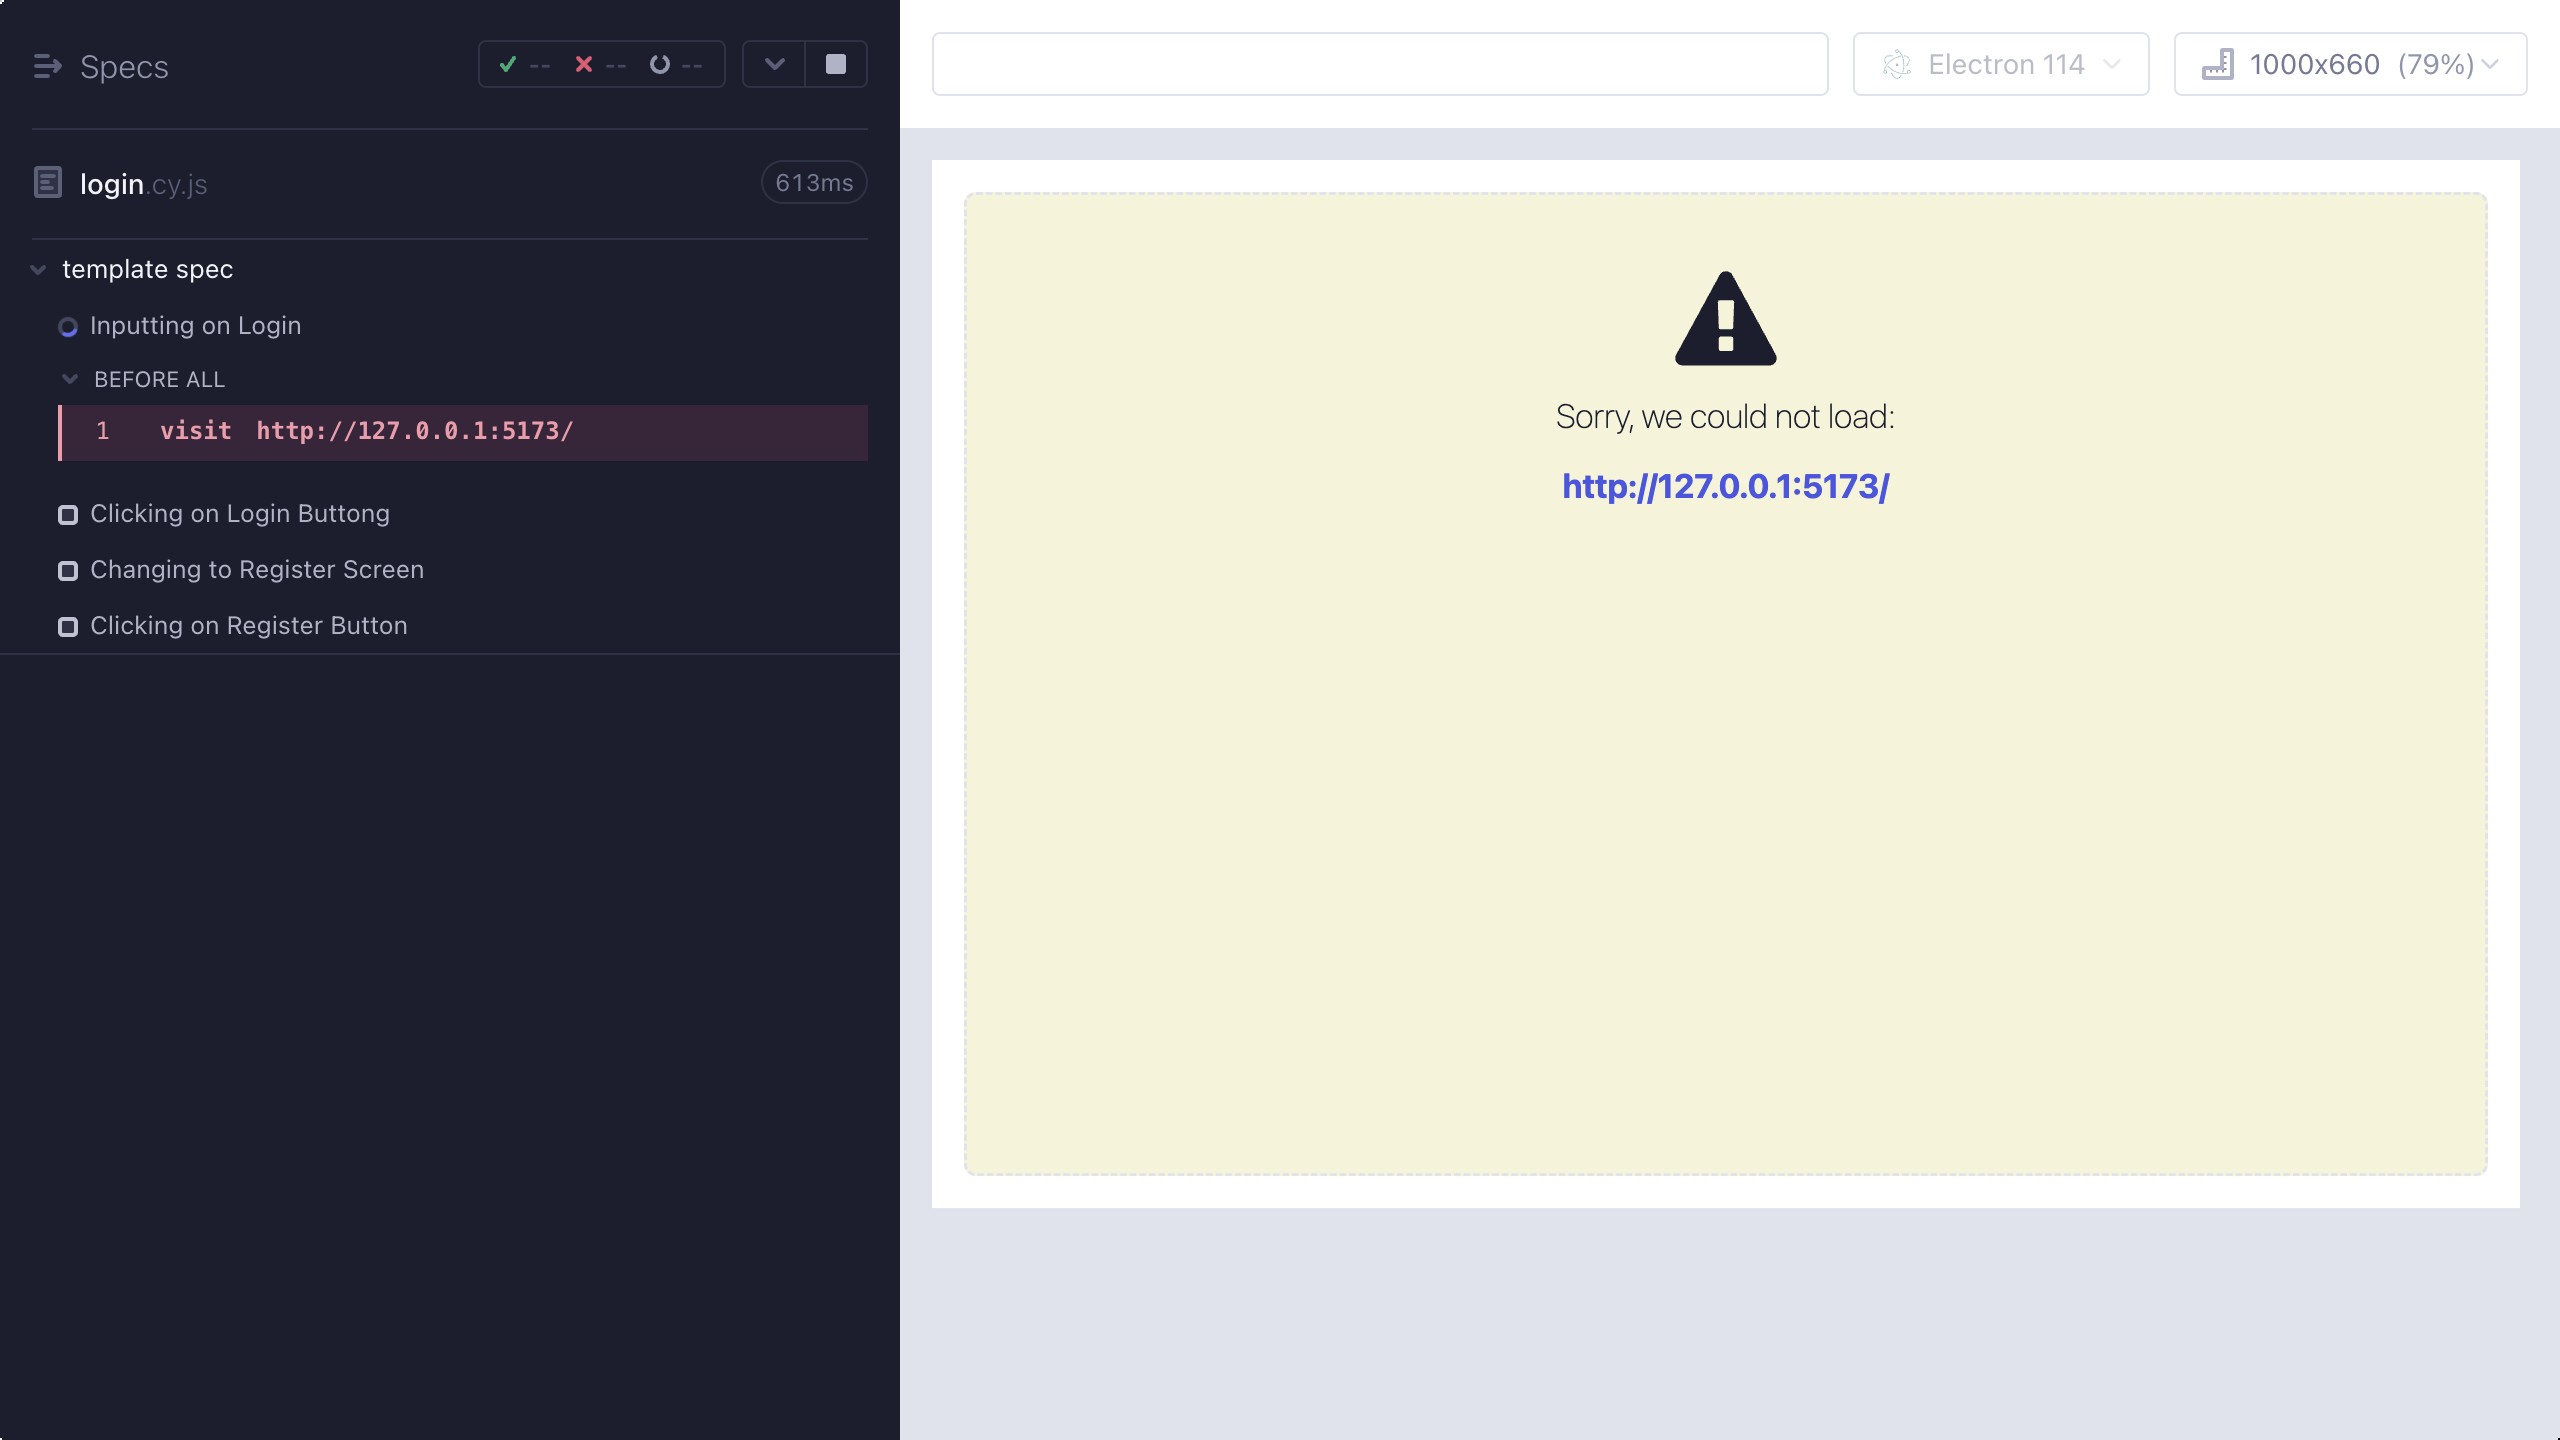 Specs
-- -- --
login.cy.js
613ms
template spec
Inputting on Login
BEFORE ALL
1 visit http://127.0.0.1:5173/
Clicking on Login Buttong
Changing to Register Screen
Clicking on Register Button
Electron 114
1000x660 (79%)
Sorry, we could not load:
http://127.0.0.1:5173/